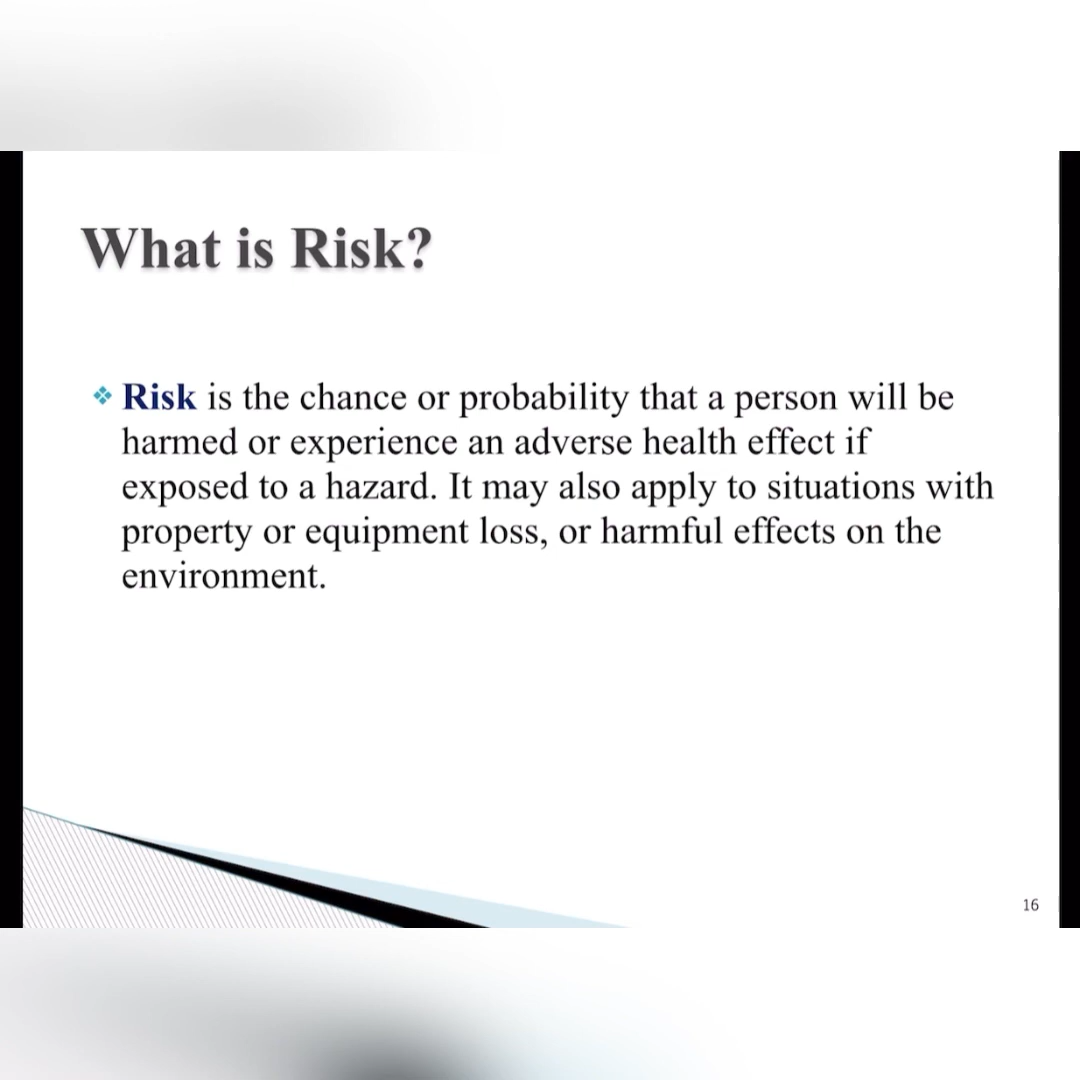 What is Risk?
Risk is the chance or probability that a person will be
harmed or experience an adverse health effect if
exposed to a hazard. It may also apply to situations with
property or equipment loss, or harmful effects on the
environment.
16